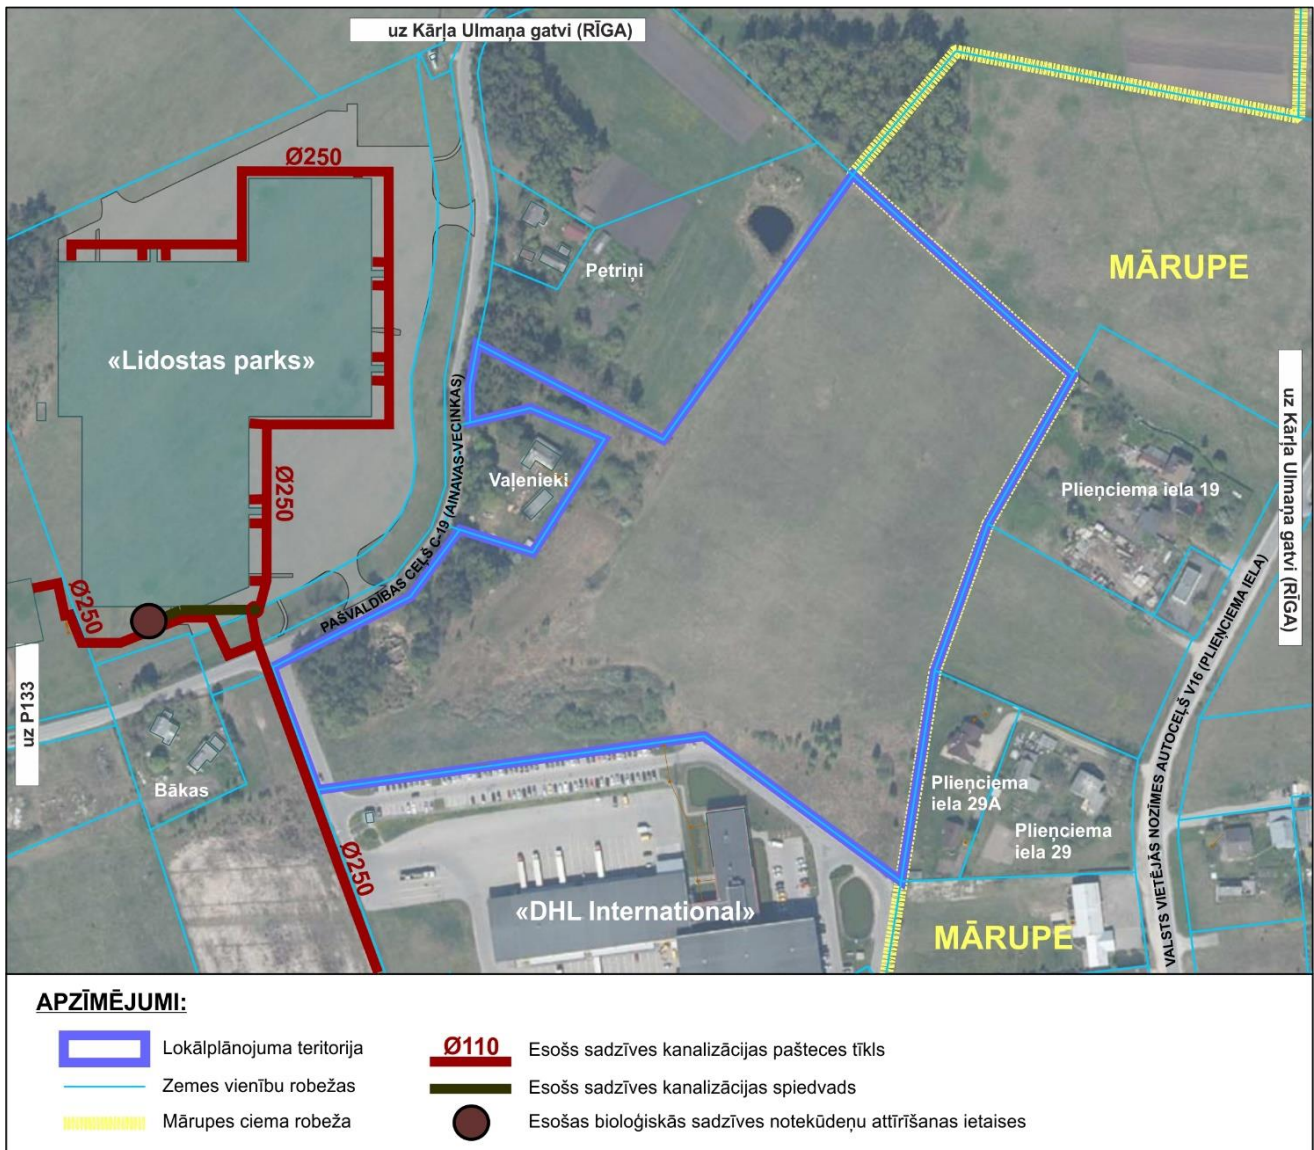 uz Kārļa Ulmaņa gatvi (RĪGA)
Ø250
Petriņi
MĀRUPE
«Lidostas parks»
uz Kārļa Ulmaņa gatvi (RĪGA)
PAŠVALDĪBAS CEĻŠ C-19 (AINAVAS-VECINKAS)
Vaļenieki
Ø250
Plieņciema iela 19
Ø250
VALSTS VIETĒJĀS NOZĪMES AUTOCEĻŠ V16 (PLIEŅCIEMA IELA)
uz P133
Bākas
Plieņciema
iela 29A
Plieņciema
iela 29
Ø250
«DHL International»
MĀRUPE
APZĪMĒJUMI:
Lokālplānojuma teritorija
Zemes vienību robežas
Mārupes ciema robeža
Ø110
Esošs sadzīves kanalizācijas pašteces tīkls
Esošs sadzīves kanalizācijas spiedvads
Esošas bioloģiskās sadzīves notekūdeņu attīrīšanas ietaises